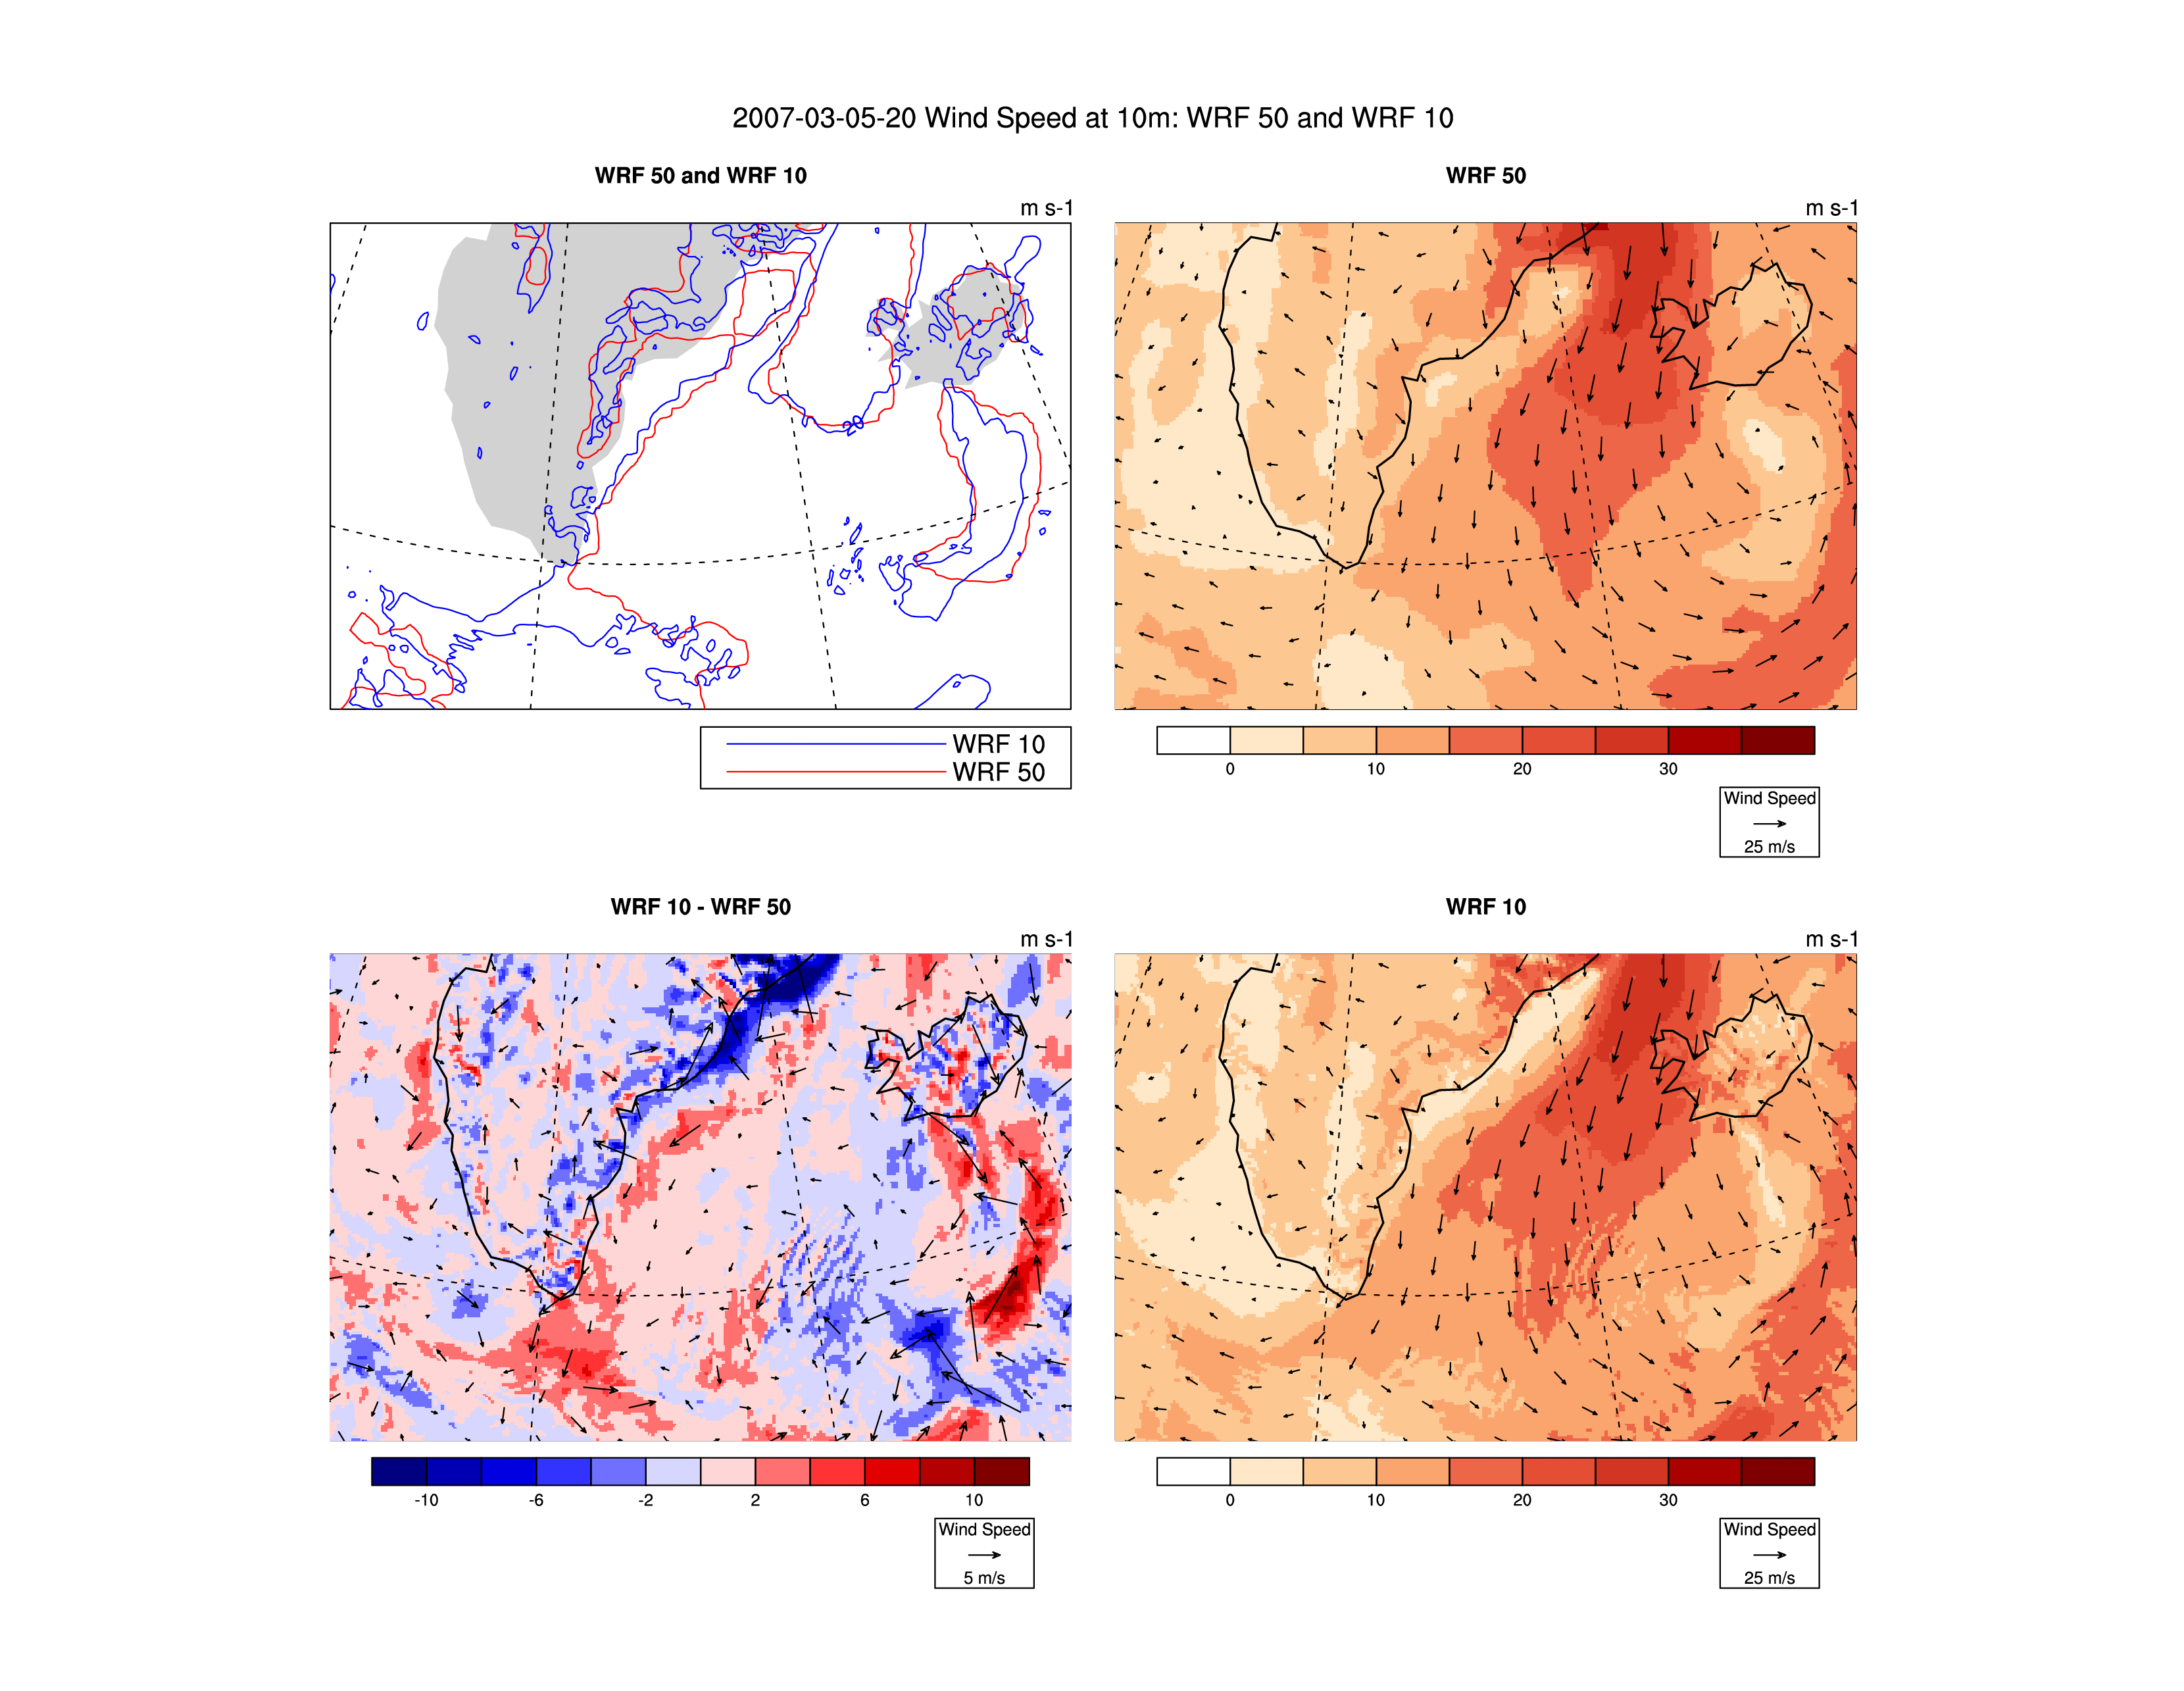 2007-03-05-20 Wind Speed at 10m: WRF 50 and WRF 10
WRF 50 and WRF 10
m s-1
20
WRF 10
WRF 50
WRF 50
m s-1
0 10 20 30
Wind Speed
25 m/s
WRF 10 - WRF 50
m s-1
-10 -6 -2 2 6 10
Wind Speed
5 m/s
WRF 10
m s-1
0 10 20 30
Wind Speed
25 m/s